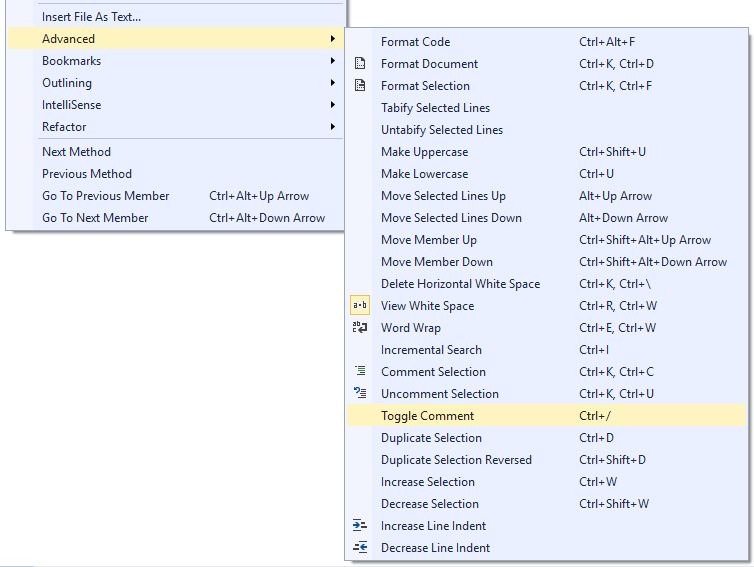 Insert File As Text...
Advanced
Bookmarks
Outlining
IntelliSense
Refactor
Next Method
Previous Method
Go To Previous Member Ctrl+Alt+Up Arrow
Go To Next Member Ctrl+Alt+Down Arrow
Format Code Ctrl+Alt+F
Format Document Ctrl+K, Ctrl+D
Format Selection Ctrl+K, Ctrl+F
Tabify Selected Lines
Untabify Selected Lines
Make Uppercase Ctrl+Shift+U
Make Lowercase Ctrl+U
Move Selected Lines Up Alt+Up Arrow
Move Selected Lines Down Alt+Down Arrow
Move Member Up Ctrl+Shift+Alt+Up Arrow
Move Member Down Ctrl+Shift+Alt+Down Arrow
Delete Horizontal White Space Ctrl+K, Ctrl+\
a·b View White Space Ctrl+R, Ctrl+W
Word Wrap Ctrl+E, Ctrl+W
Incremental Search Ctrl+I
Comment Selection Ctrl+K, Ctrl+C
Uncomment Selection Ctrl+K, Ctrl+U
Toggle Comment Ctrl+/
Duplicate Selection Ctrl+D
Duplicate Selection Reversed Ctrl+Shift+D
Increase Selection Ctrl+W
Decrease Selection Ctrl+Shift+W
Increase Line Indent
Decrease Line Indent